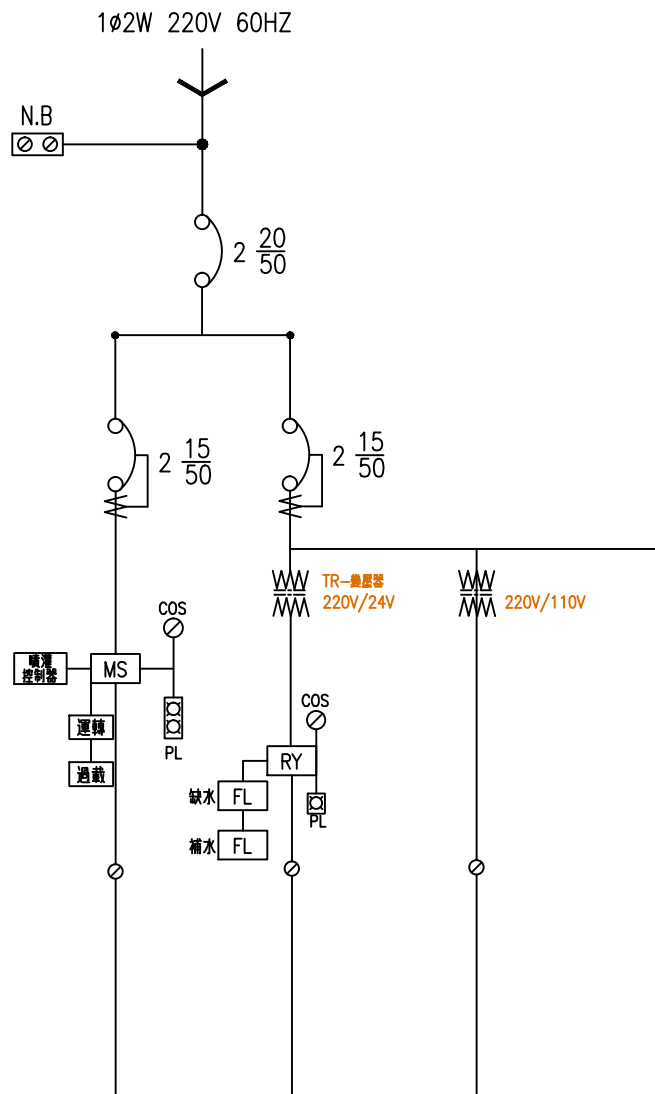 1ø2W 220V 60HZ
N.B
2 20/50
2 15/50
2 15/50
TR-變壓器
220V/24V
220V/110V
COS
噴灌
控制器
MS
運轉
PL
過載
COS
RY
缺水 FL
PL
補水 FL